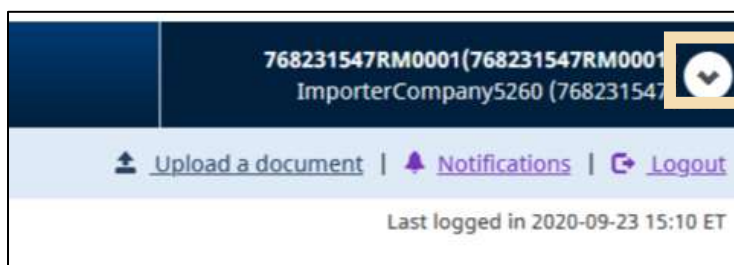 768231547RM0001(768231547RM0001
ImporterCompany5260 (768231547
Upload a document | Notifications | Logout
Last logged in 2020-09-23 15:10 ET